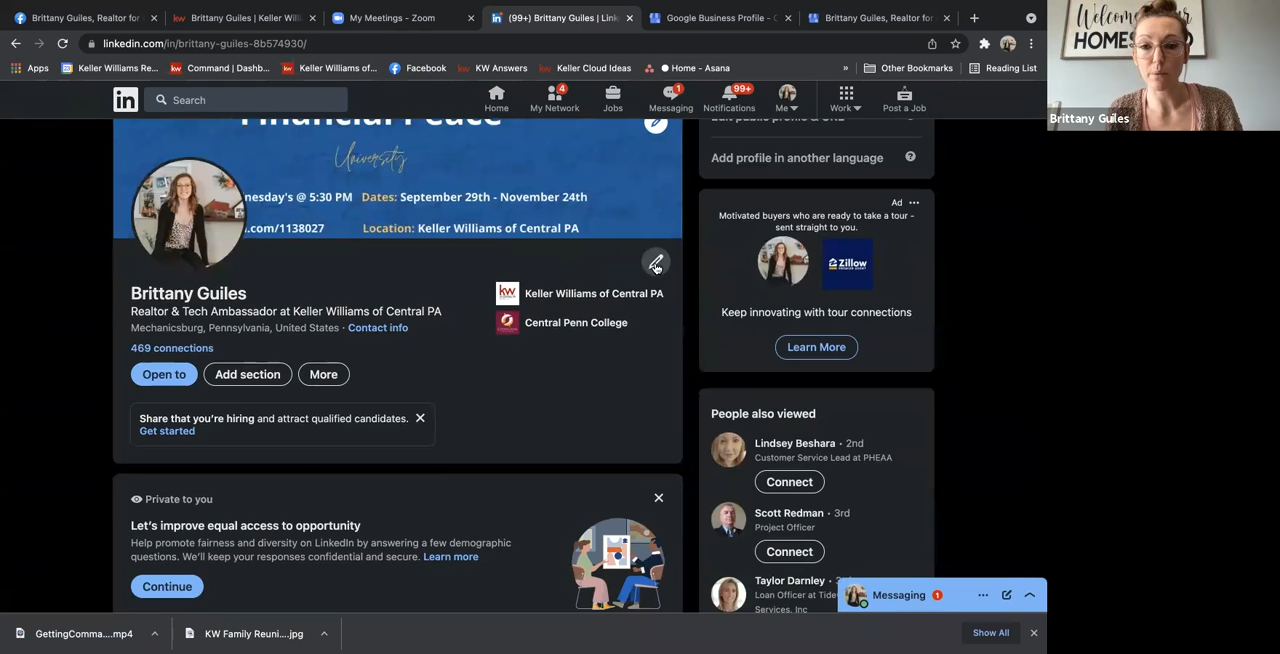 Brittany Guiles, Realtor for
Brittany Guiles | Keller Willi
My Meetings - Zoom
(99+) Brittany Guiles | Link
Google Business Profile - G
Brittany Guiles, Realtor for
linkedin.com/in/brittany-guiles-8b574930/
Apps
Keller Williams Re...
Command | Dashb...
Keller Williams of...
Facebook
KW Answers
Keller Cloud Ideas
Home - Asana
»
Other Bookmarks
Reading List
Welcome
HOMES
Brittany Guiles
in
Search
Home
4
My Network
Jobs
1
Messaging
99+
Notifications
Me
Work
Post a Job
Financial Peace
University
nesday's @ 5:30 PM Dates: September 29th - November 24th
.com/1138027 Location: Keller Williams of Central PA
Brittany Guiles
Realtor & Tech Ambassador at Keller Williams of Central PA
Mechanicsburg, Pennsylvania, United States · Contact info
469 connections
kw Keller Williams of Central PA
Central Penn College
Open to
Add section
More
Share that you're hiring and attract qualified candidates.
Get started
Private to you
Let's improve equal access to opportunity
Help promote fairness and diversity on LinkedIn by answering a few demographic
questions. We'll keep your responses confidential and secure. Learn more
Continue
Edit public profile & URL
Add profile in another language
Ad ···
Motivated buyers who are ready to take a tour -
sent straight to you.
Zillow
Keep innovating with tour connections
Learn More
People also viewed
Lindsey Beshara · 2nd
Customer Service Lead at PHEAA
Connect
Scott Redman · 3rd
Project Officer
Connect
Taylor Darnley ·
Loan Officer at Tide
Services, Inc
Messaging 1
GettingComma....mp4
KW Family Reuni....jpg
Show All